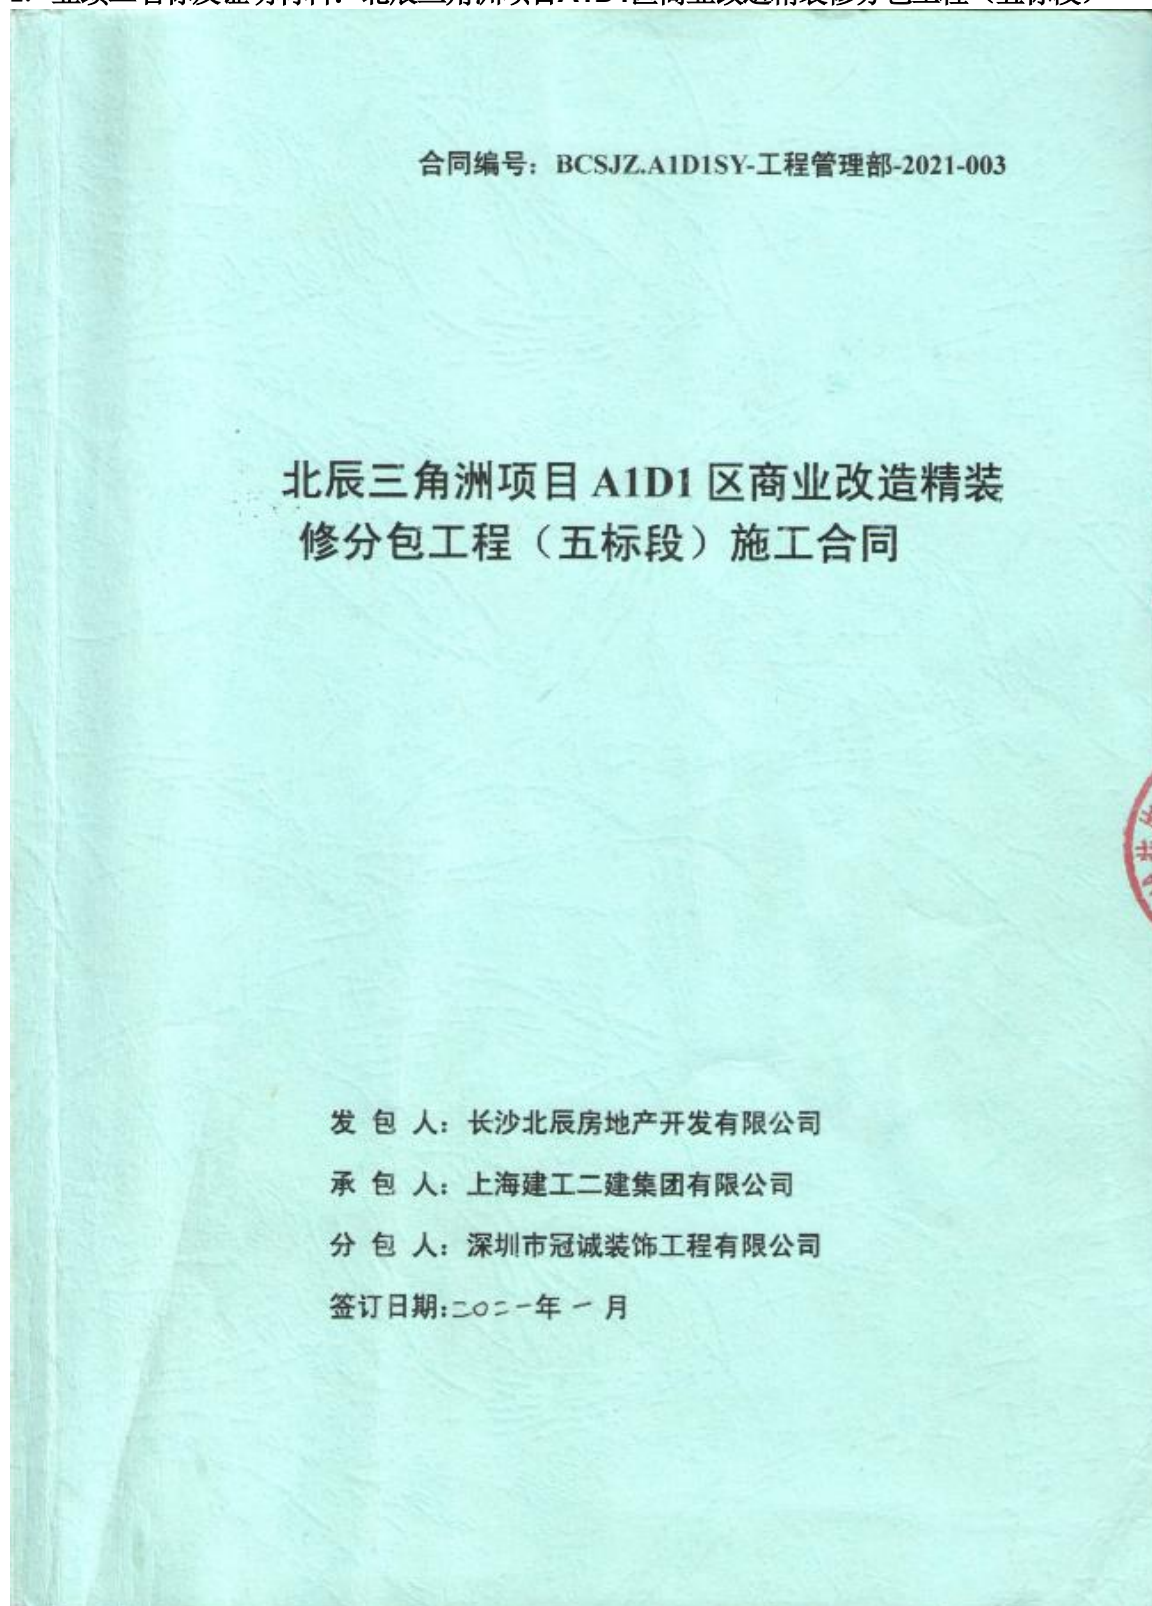 合同编号：BCSJZ.A1D1SY-工程管理部-2021-003
北辰三角洲项目 A1D1 区商业改造精装
修分包工程（五标段）施工合同
发 包 人：长沙北辰房地产开发有限公司
承 包 人：上海建工二建集团有限公司
分 包 人：深圳市冠诚装饰工程有限公司
签订日期:二〇二一年 一 月